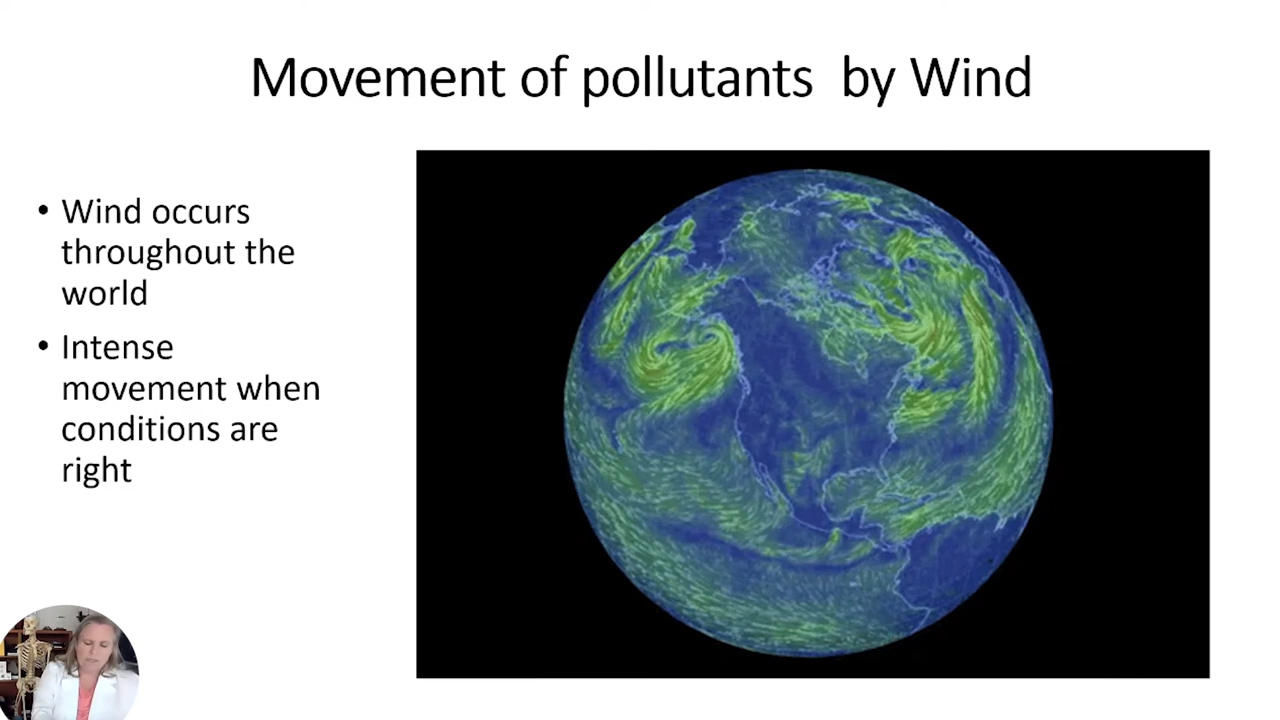 Movement of pollutants  by Wind
• Wind occurs
throughout the
world
• Intense
movement when
conditions are
right